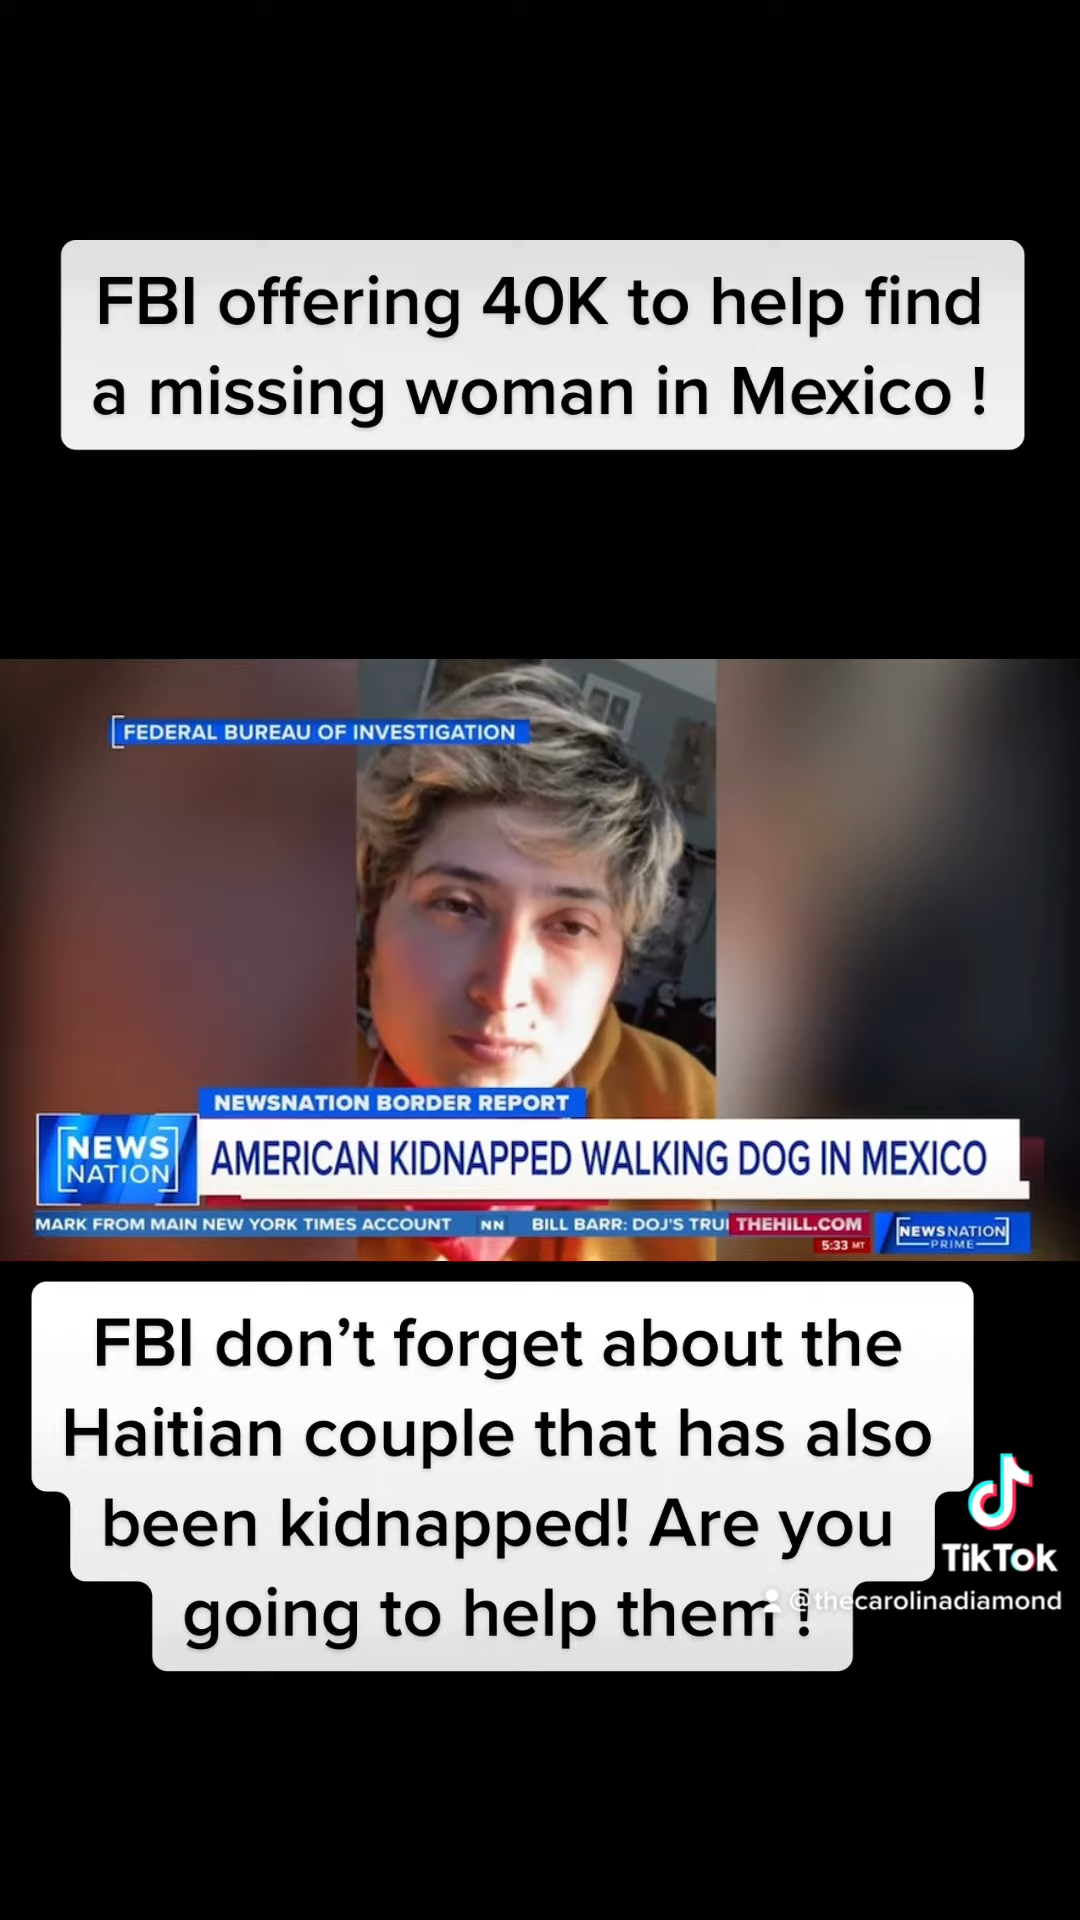 FBI offering 40K to help find
a missing woman in Mexico !
FEDERAL BUREAU OF INVESTIGATION
NEWSNATION BORDER REPORT
NEWS
NATION
AMERICAN KIDNAPPED WALKING DOG IN MEXICO
MARK FROM MAIN NEW YORK TIMES ACCOUNT NN BILL BARR: DOJ'S TRU THEHILL.COM
5:33 MT
NEWSNATION
PRIME
FBI don’t forget about the
Haitian couple that has also
been kidnapped! Are you
going to help them !
TikTok
@thecarolinadiamond